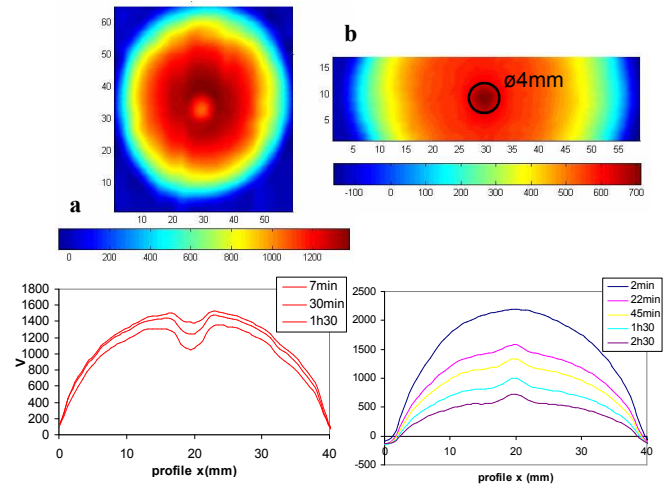 60
50
40
30
20
10
10 20 30 40 50
a
0 200 400 600 800 1000 1200
b
ø4mm
15
10
5
5 10 15 20 25 30 35 40 45 50 55
-100 0 100 200 300 400 500 600 700
1800
1600
1400
1200
1000
800
600
400
200
0
V
0 10 20 30 40
profile x(mm)
7min
30min
1h30
2500
2000
1500
1000
500
0
-500
0 10 20 30 40
profile x (mm)
2min
22min
45min
1h30
2h30